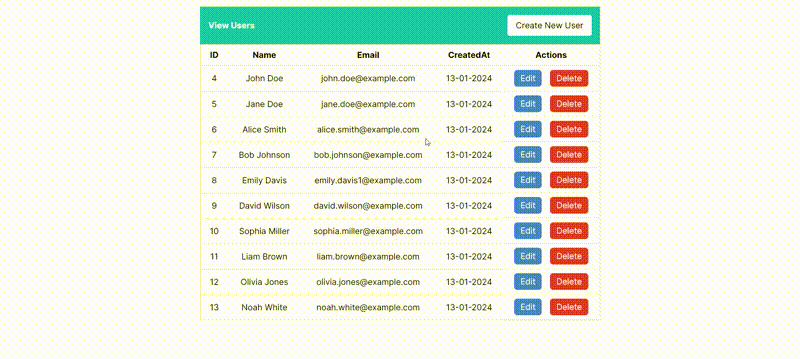 View Users Create New User
ID Name Email CreatedAt Actions
4 John Doe john.doe@example.com 13-01-2024 Edit Delete
5 Jane Doe jane.doe@example.com 13-01-2024 Edit Delete
6 Alice Smith alice.smith@example.com 13-01-2024 Edit Delete
7 Bob Johnson bob.johnson@example.com 13-01-2024 Edit Delete
8 Emily Davis emily.davis1@example.com 13-01-2024 Edit Delete
9 David Wilson david.wilson@example.com 13-01-2024 Edit Delete
10 Sophia Miller sophia.miller@example.com 13-01-2024 Edit Delete
11 Liam Brown liam.brown@example.com 13-01-2024 Edit Delete
12 Olivia Jones olivia.jones@example.com 13-01-2024 Edit Delete
13 Noah White noah.white@example.com 13-01-2024 Edit Delete